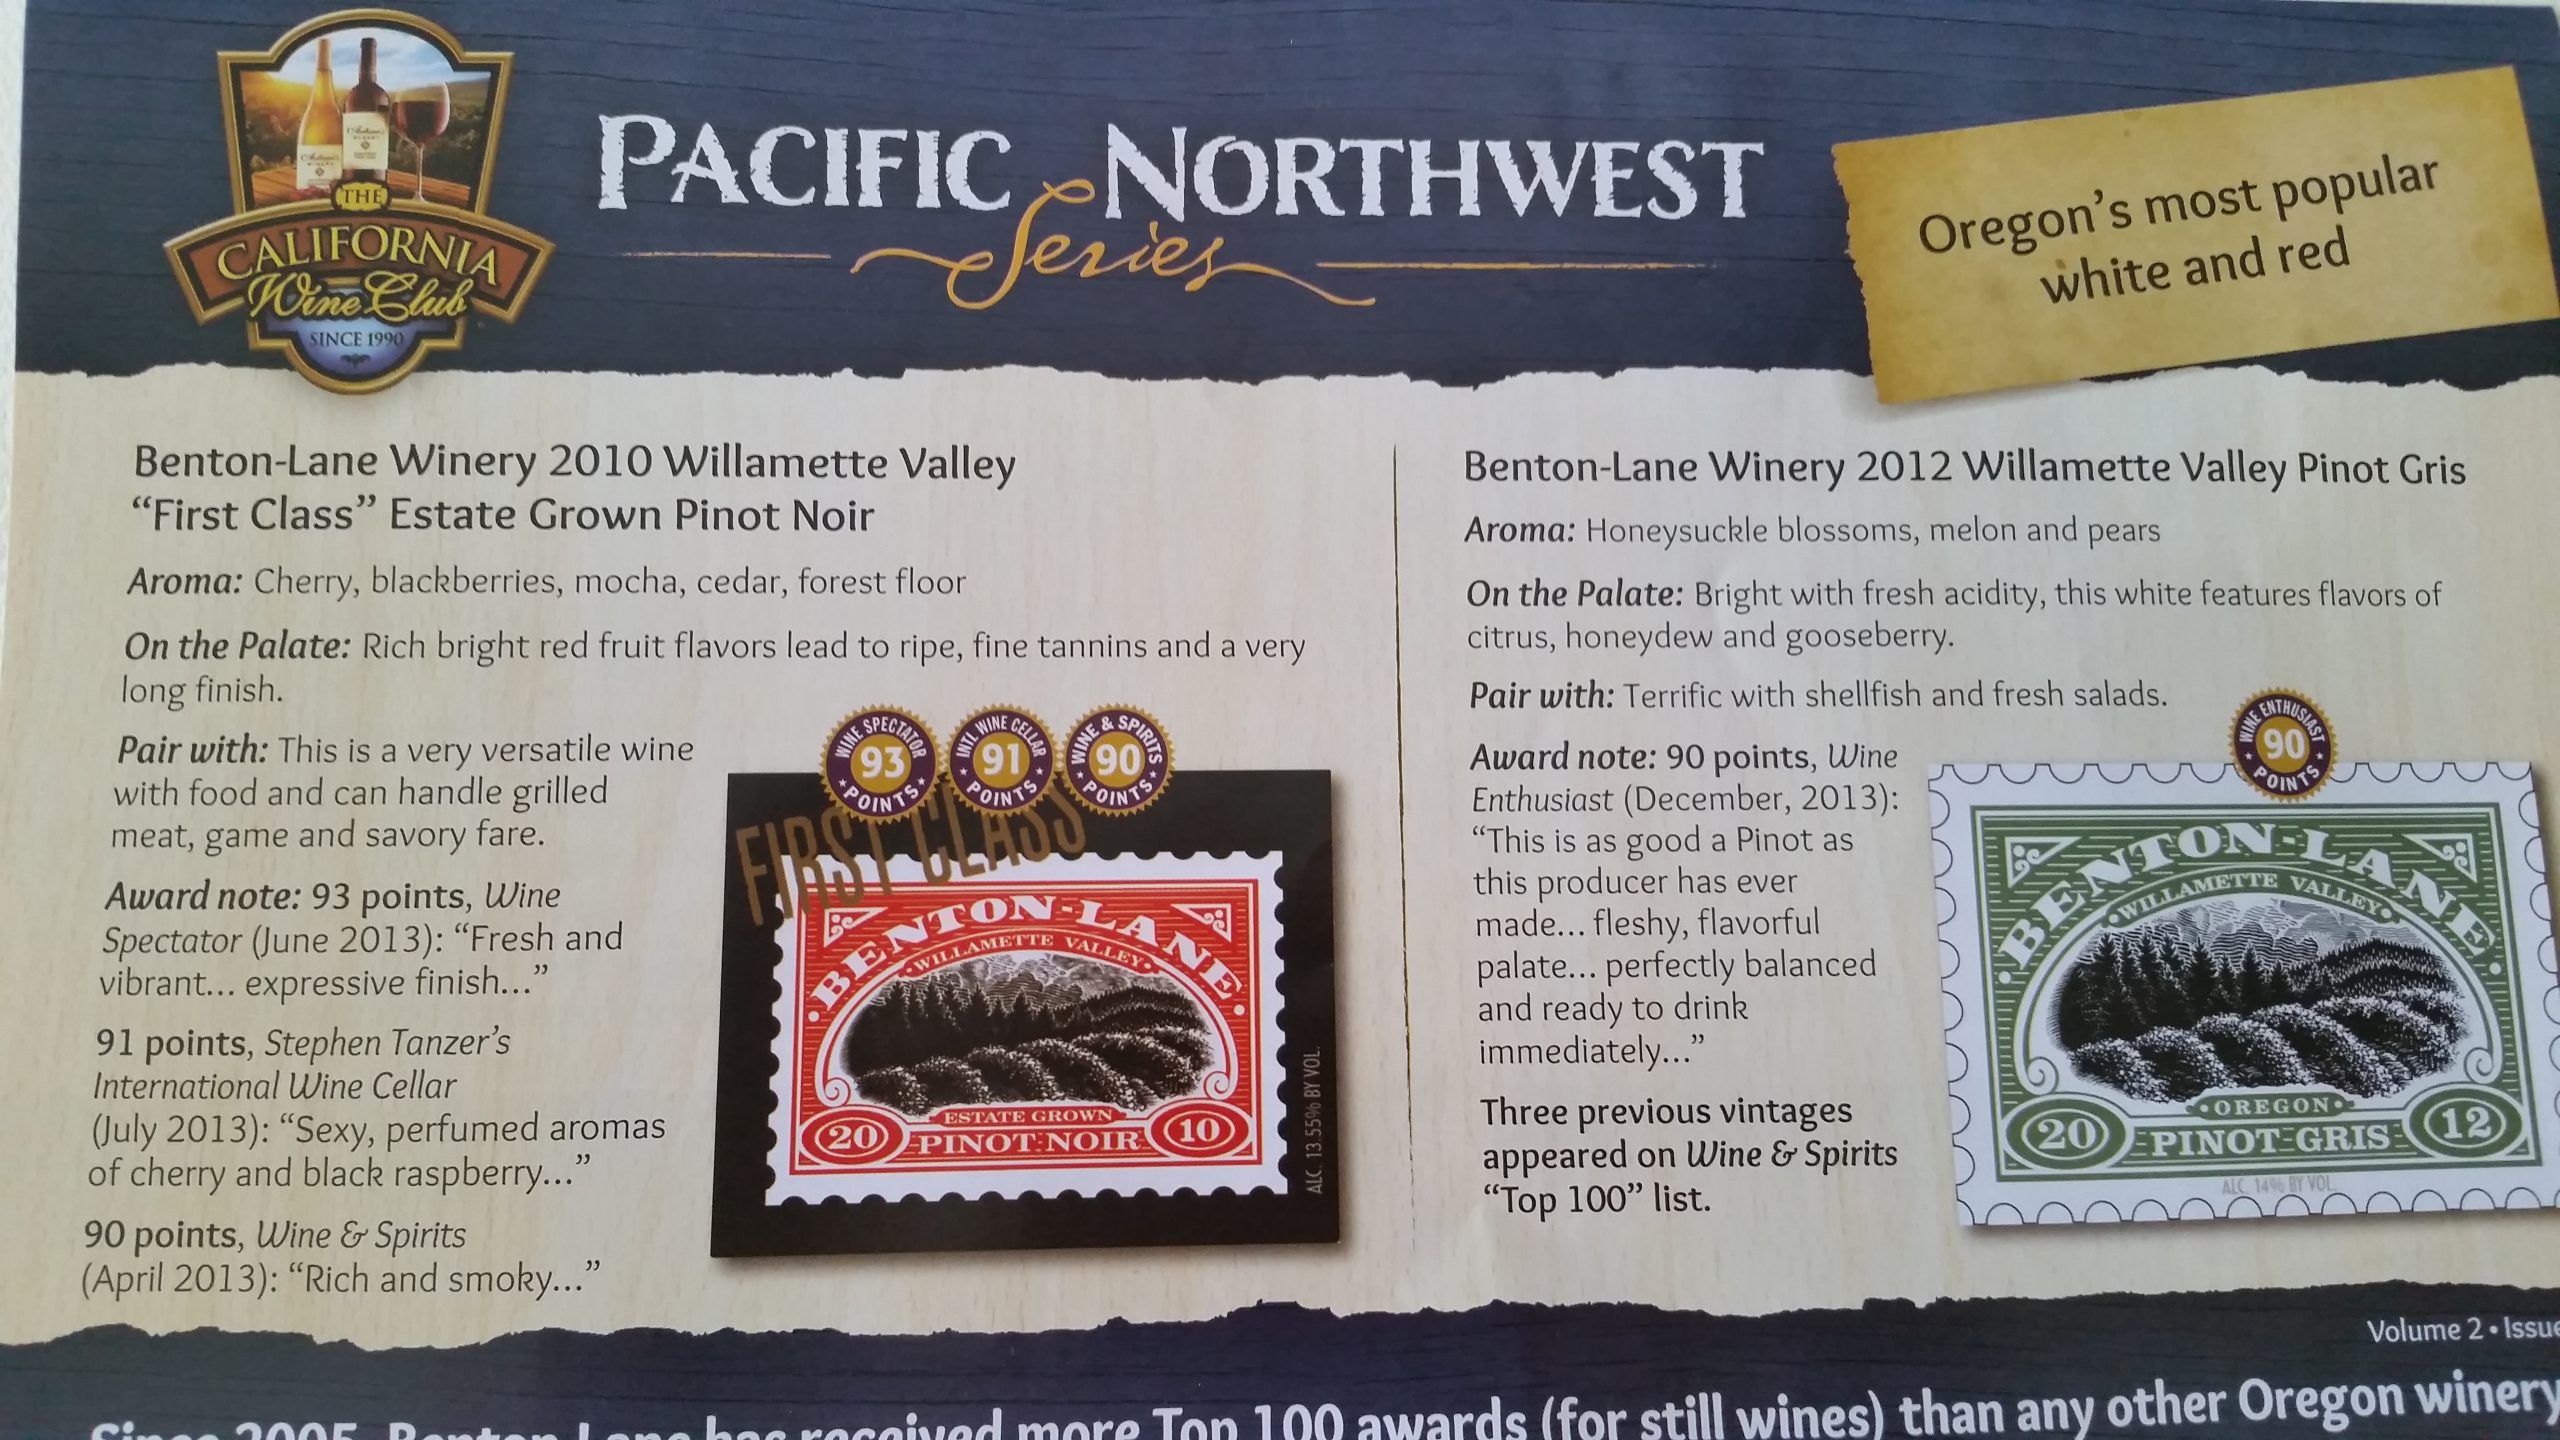 THE
CALIFORNIA
Wine Club
SINCE 1990
PACIFIC NORTHWEST
Series
Oregon's most popular
white and red
Benton-Lane Winery 2010 Willamette Valley
“First Class” Estate Grown Pinot Noir
Aroma: Cherry, blackberries, mocha, cedar, forest floor
On the Palate: Rich bright red fruit flavors lead to ripe, fine tannins and a very
long finish.
Pair with: This is a very versatile wine
with food and can handle grilled
meat, game and savory fare.
Award note: 93 points, Wine
Spectator (June 2013): “Fresh and
vibrant... expressive finish...”
91 points, Stephen Tanzer's
International Wine Cellar
(July 2013): “Sexy, perfumed aromas
of cherry and black raspberry...”
90 points, Wine & Spirits
(April 2013): “Rich and smoky...”
WINE SPECTATOR
93
POINTS
INTL WINE CELLAR
91
POINTS
WINE & SPIRITS
90
POINTS
FIRST CLASS
BENTON-LANE
WILLAMETTE VALLEY
ESTATE GROWN
20 PINOT NOIR 10
ALC. 13.55% BY VOL.
Benton-Lane Winery 2012 Willamette Valley Pinot Gris
Aroma: Honeysuckle blossoms, melon and pears
On the Palate: Bright with fresh acidity, this white features flavors of
citrus, honeydew and gooseberry.
Pair with: Terrific with shellfish and fresh salads.
Award note: 90 points, Wine
Enthusiast (December, 2013):
“This is as good a Pinot as
this producer has ever
made... fleshy, flavorful
palate... perfectly balanced
and ready to drink
immediately...”
Three previous vintages
appeared on Wine & Spirits
“Top 100” list.
WINE ENTHUSIAST
90
POINTS
BENTON-LANE
WILLAMETTE VALLEY
OREGON
20 PINOT GRIS 12
ALC. 14% BY VOL.
Volume 2 • Issue
Since 2005, Benton-Lane has received more Top 100 awards (for still wines) than any other Oregon winery